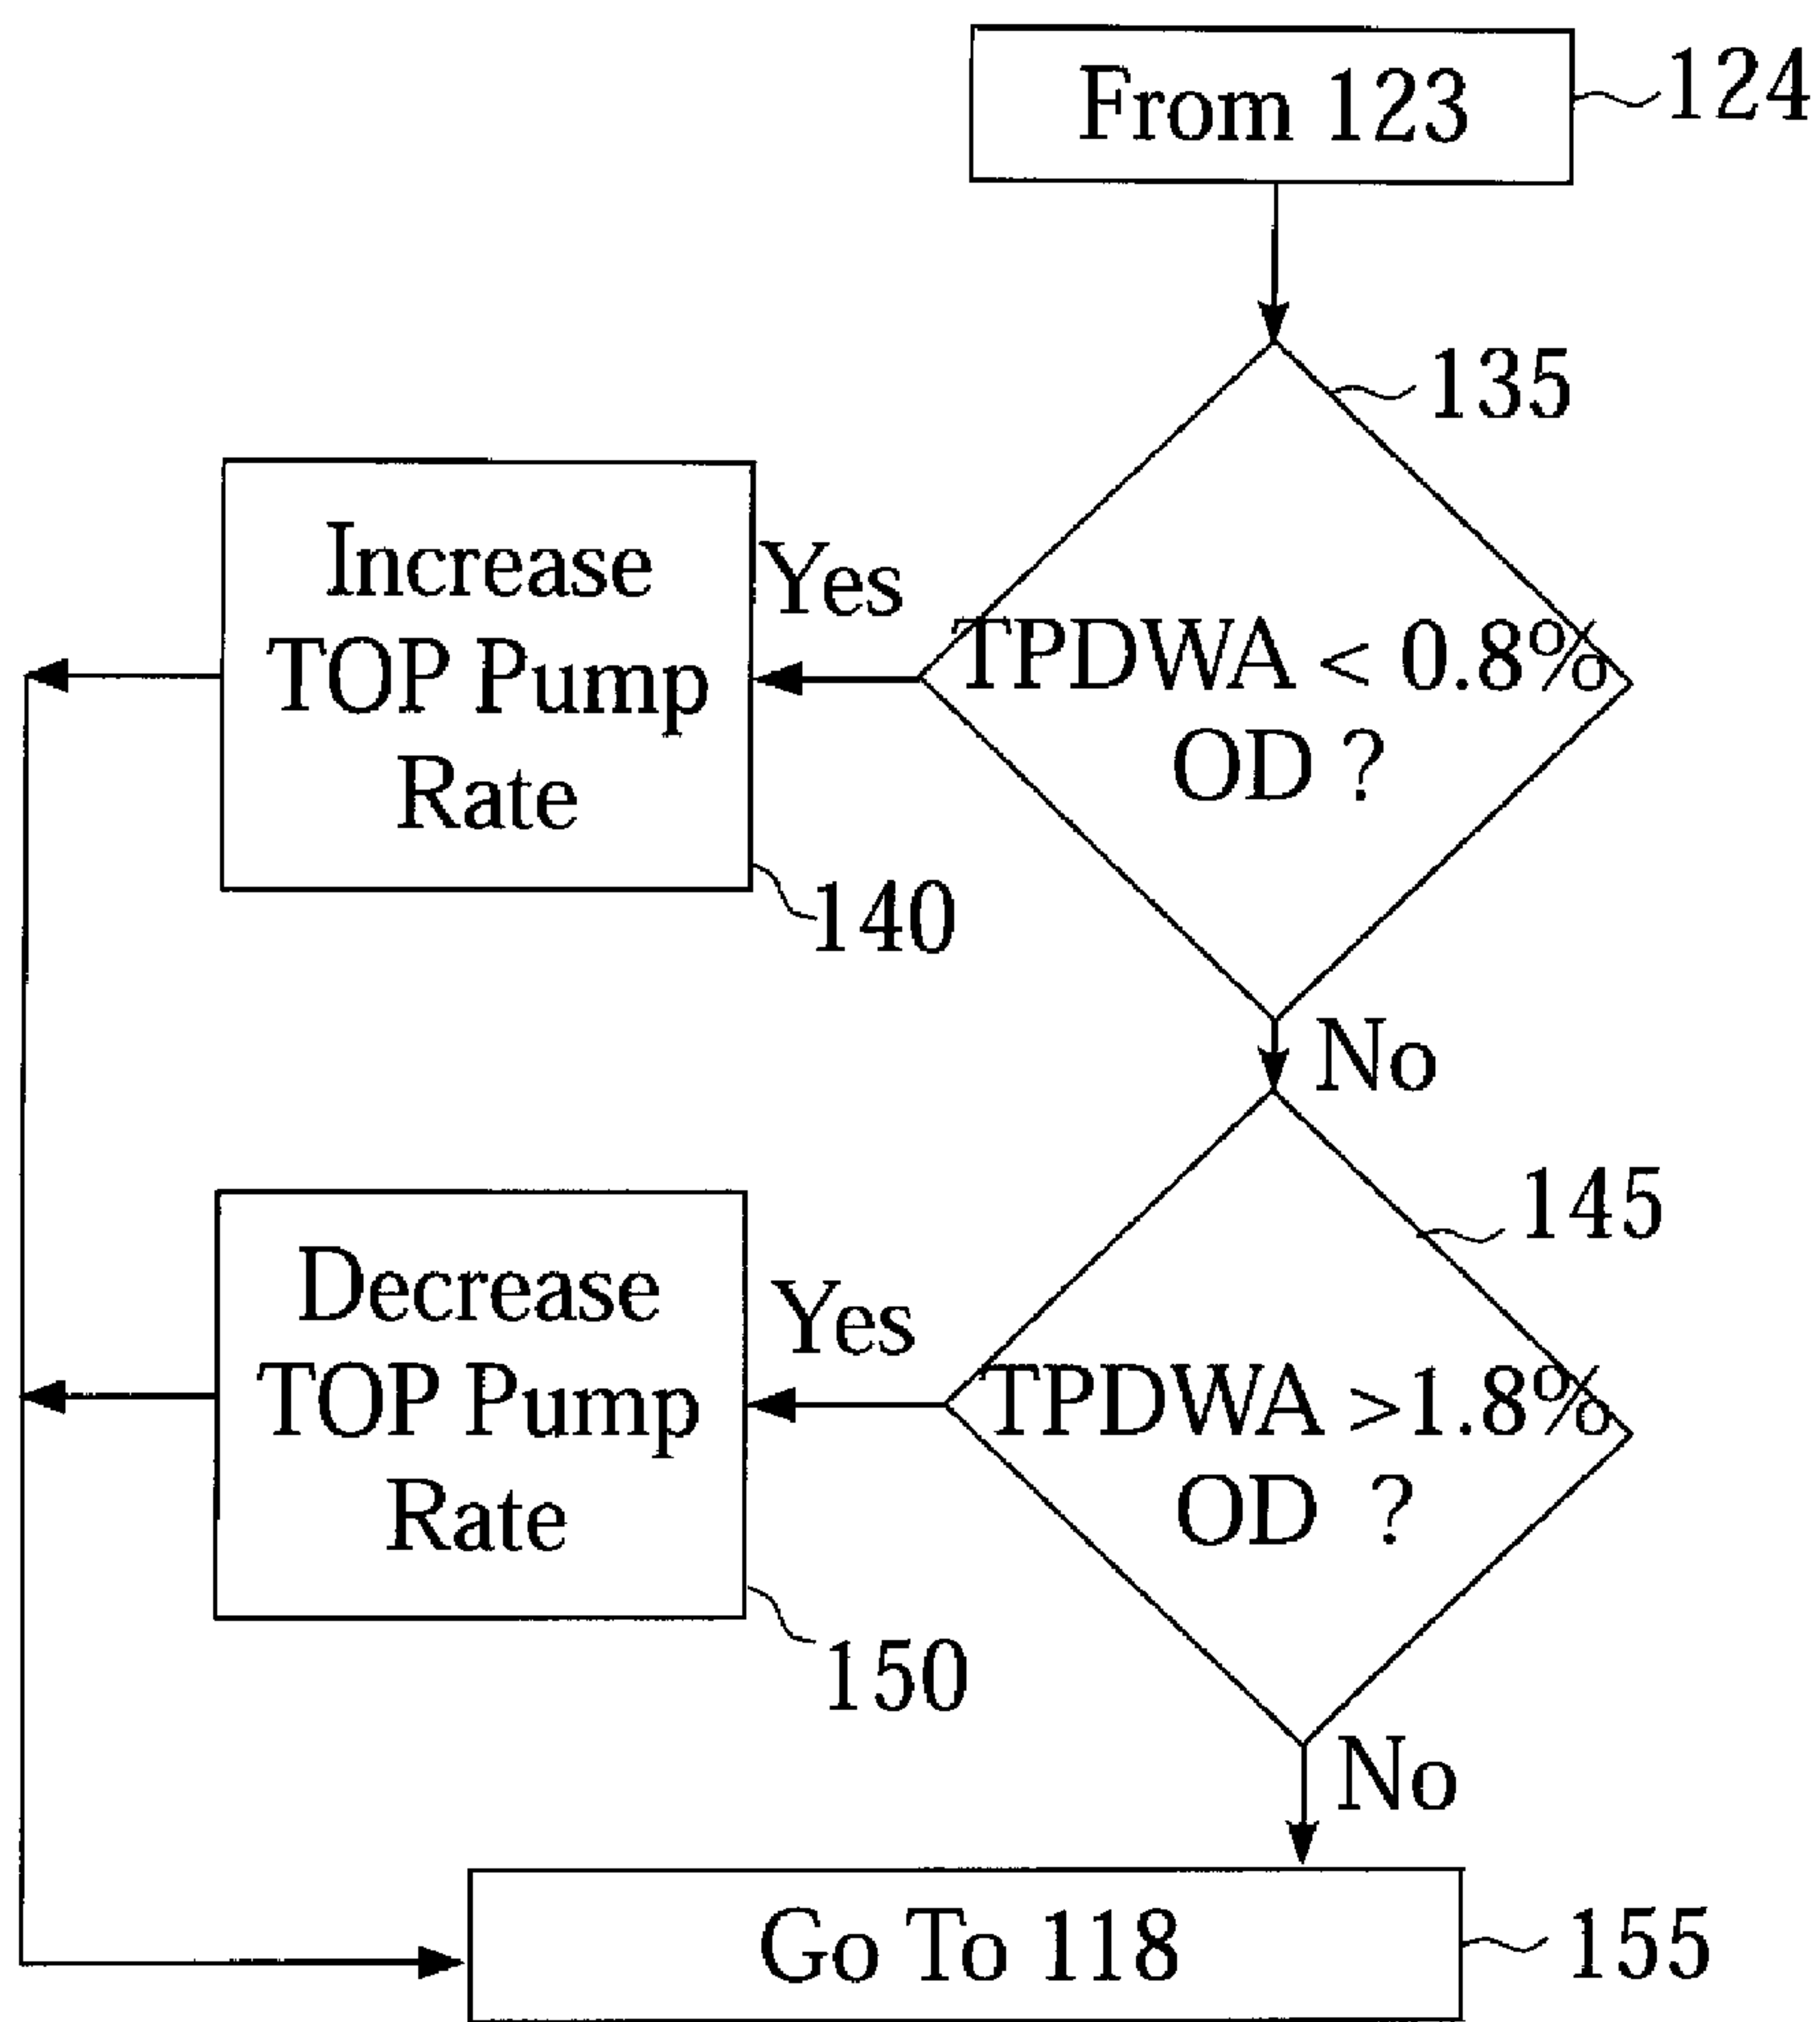 From 123
124
135
Increase
TOP Pump
Rate
Yes
TPDWA < 0.8%
OD ?
140
No
145
Decrease
TOP Pump
Rate
Yes
TPDWA >1.8%
OD ?
150
No
Go To 118
155